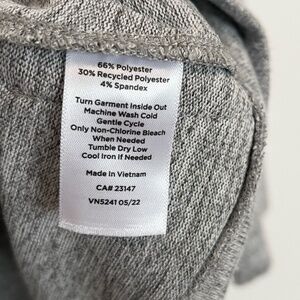 66% Polyester
30% Recycled Polyester
4% Spandex
Turn Garment Inside Out
Machine Wash Cold
Gentle Cycle
Only Non-Chlorine Bleach
When Needed
Tumble Dry Low
Cool Iron If Needed
Made in Vietnam
CA# 23147
VN5241 05/22